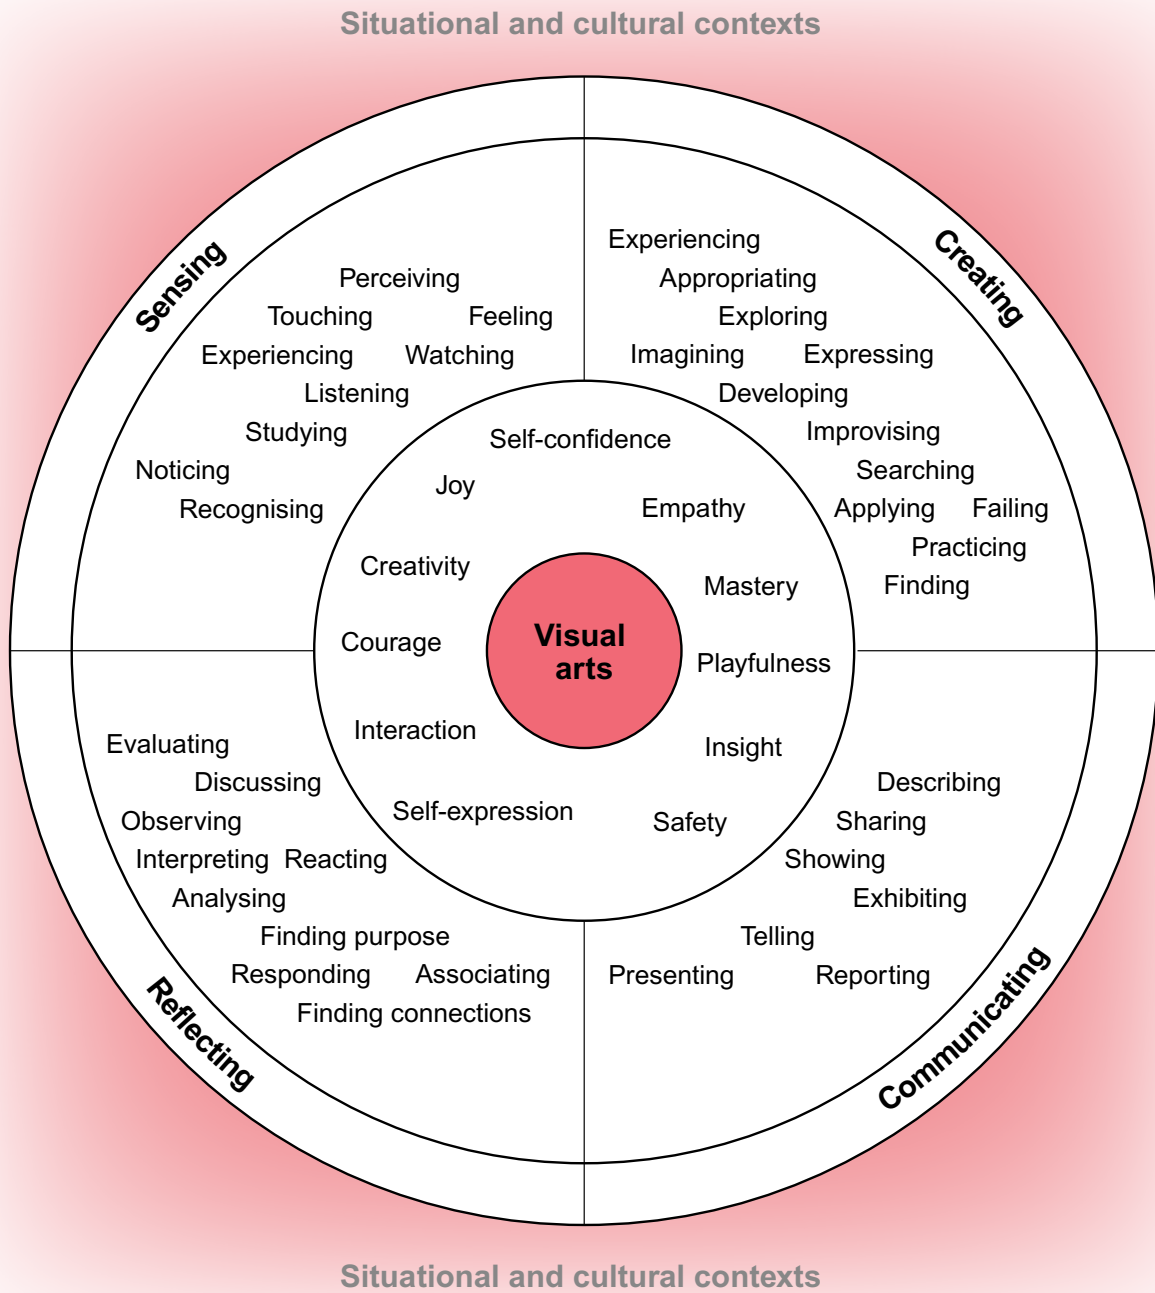 Situational and cultural contexts
Sensing
Perceiving
Touching
Feeling
Experiencing
Watching
Listening
Studying
Noticing
Recognising
Creating
Experiencing
Appropriating
Exploring
Imagining
Expressing
Developing
Improvising
Searching
Applying
Failing
Practicing
Finding
Self-confidence
Joy
Empathy
Creativity
Mastery
Courage
Playfulness
Interaction
Insight
Self-expression
Safety
Visual
arts
Reflecting
Evaluating
Discussing
Observing
Interpreting
Reacting
Analysing
Finding purpose
Responding
Associating
Finding connections
Communicating
Describing
Sharing
Showing
Exhibiting
Telling
Presenting
Reporting
Situational and cultural contexts